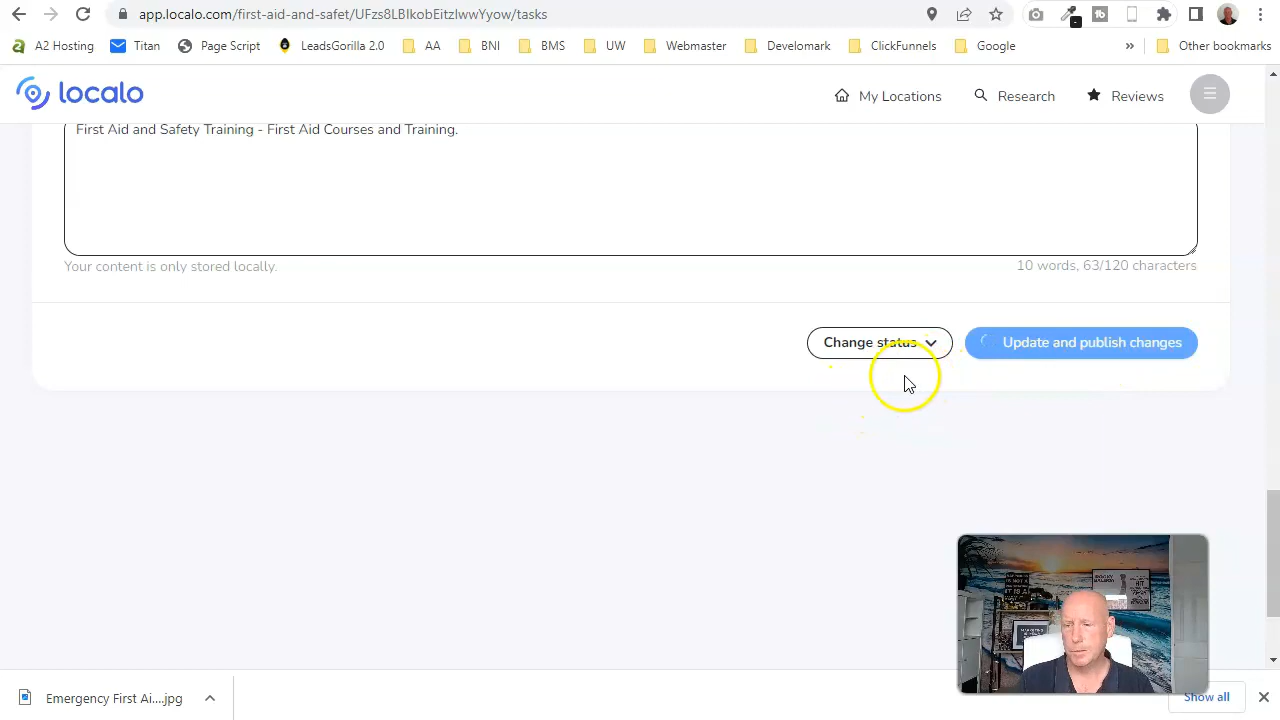 app.localo.com/first-aid-and-safet/UFzs8LBIkobEitzlwwYyow/tasks
A2 Hosting Titan Page Script LeadsGorilla 2.0 AA BNI BMS UW Webmaster Develomark ClickFunnels Google » Other bookmarks
localo My Locations Research Reviews
First Aid and Safety Training - First Aid Courses and Training.
Your content is only stored locally. 10 words, 63/120 characters
Change status Update and publish changes
Emergency First Ai....jpg Show all